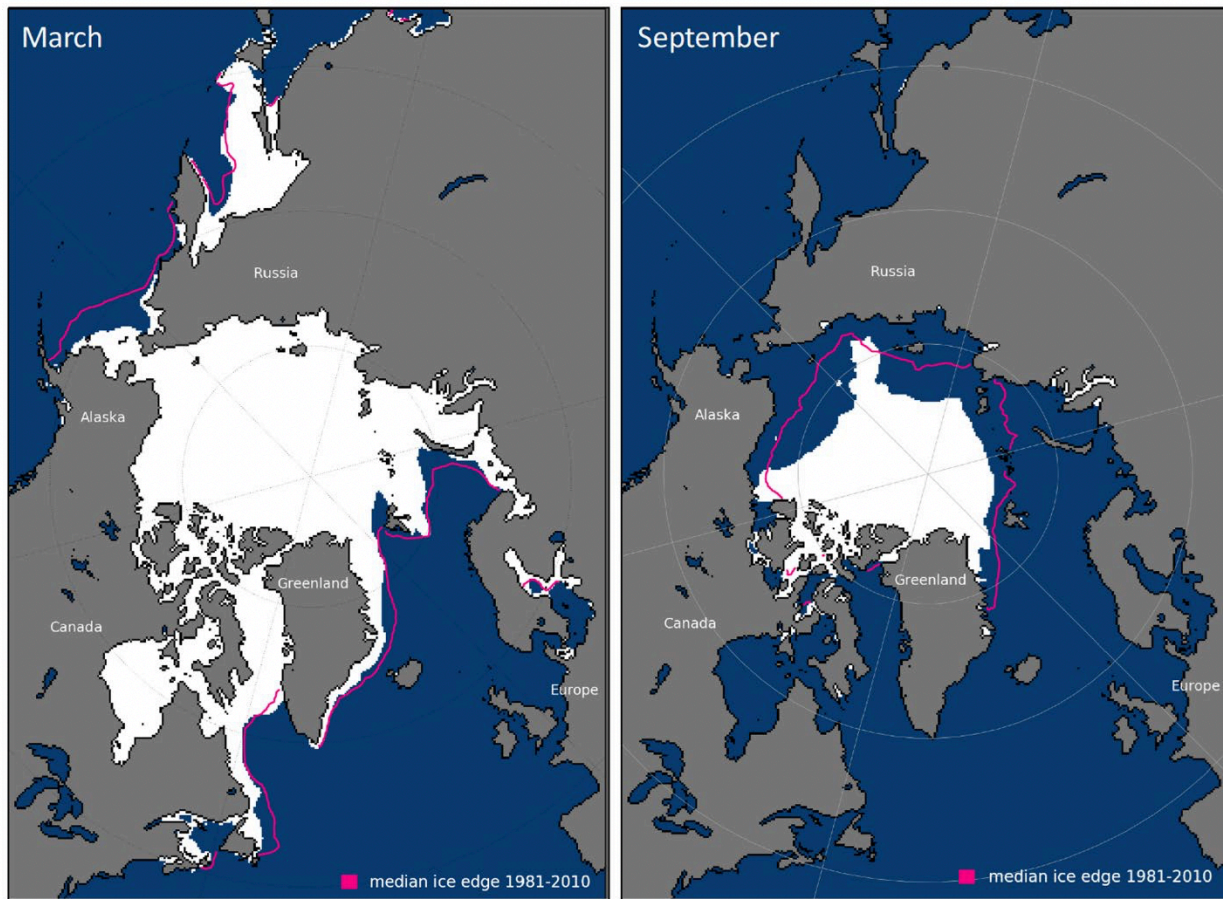 March
Russia
Alaska
Greenland
Canada
Europe
median ice edge 1981-2010
September
Russia
Alaska
Greenland
Canada
Europe
median ice edge 1981-2010